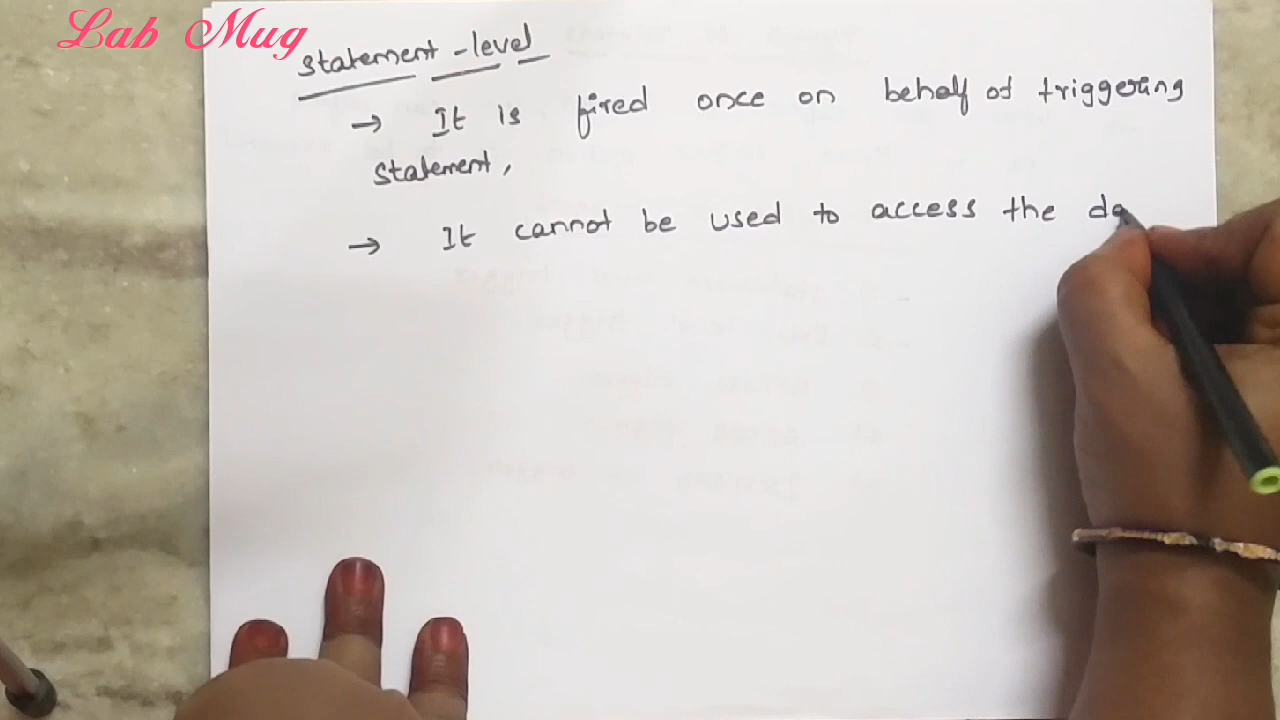 Lab Mug
Statement-level
→ It is fired once on behalf of triggering
statement,
→ It cannot be used to access the da